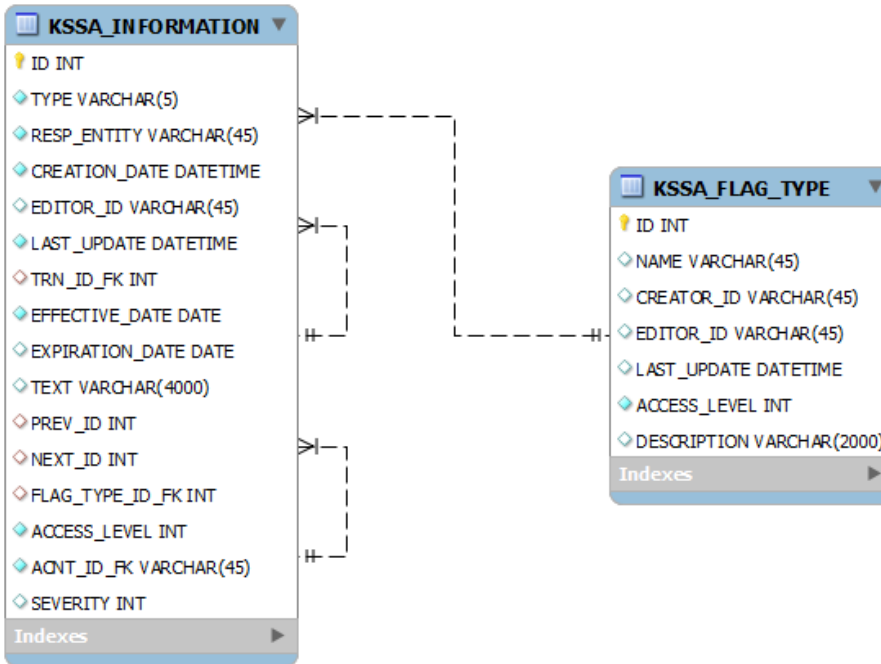 KSSA_INFORMATION
ID INT
TYPE VARCHAR(5)
RESP_ENTITY VARCHAR(45)
CREATION_DATE DATETIME
EDITOR_ID VARCHAR(45)
LAST_UPDATE DATETIME
TRN_ID_FK INT
EFFECTIVE_DATE DATE
EXPIRATION_DATE DATE
TEXT VARCHAR(4000)
PREV_ID INT
NEXT_ID INT
FLAG_TYPE_ID_FK INT
ACCESS_LEVEL INT
ACNT_ID_FK VARCHAR(45)
SEVERITY INT
Indexes
KSSA_FLAG_TYPE
ID INT
NAME VARCHAR(45)
CREATOR_ID VARCHAR(45)
EDITOR_ID VARCHAR(45)
LAST_UPDATE DATETIME
ACCESS_LEVEL INT
DESCRIPTION VARCHAR(2000)
Indexes